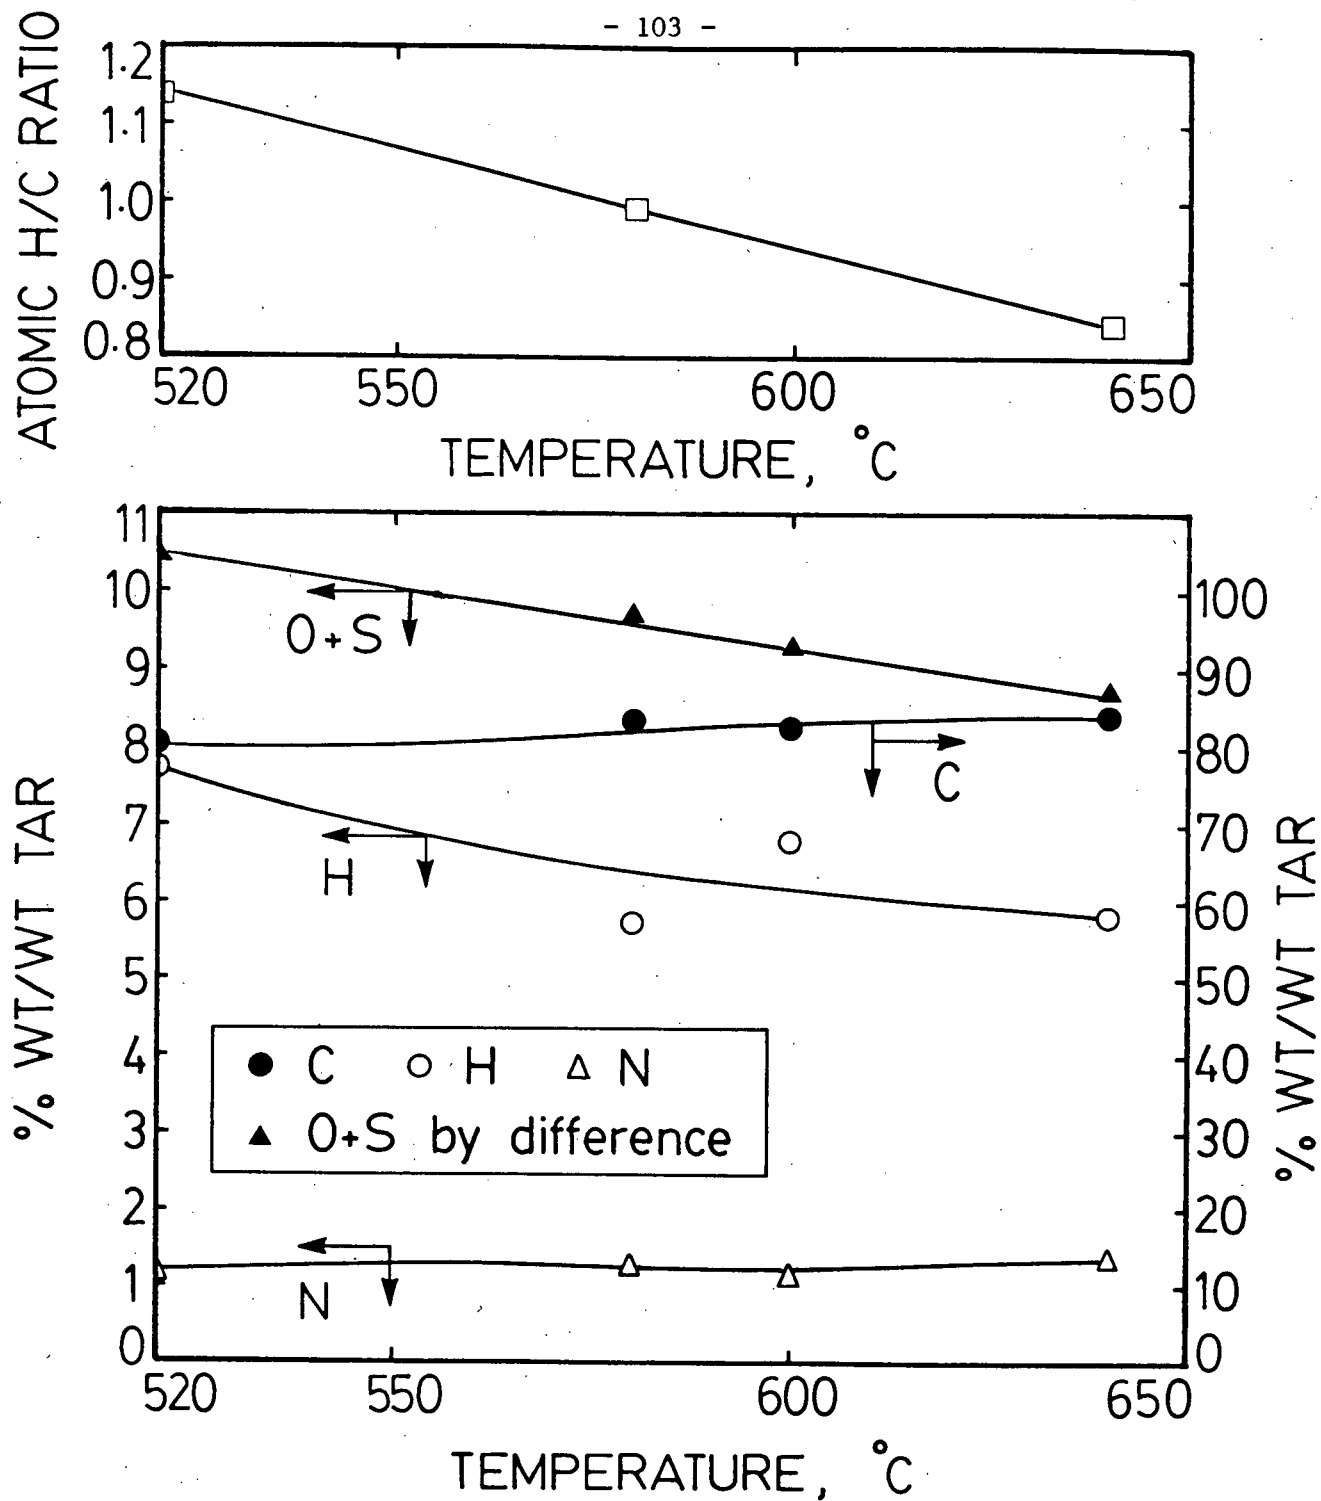 - 103 -
ATOMIC H/C RATIO
1.2
1.1
1.0
0.9
0.8
520 550 600 650
TEMPERATURE, °C
% WT/WT TAR
11
10
9
8
7
6
5
4
3
2
1
0
O+S
C
H
● C ○ H △ N
▲ O+S by difference
N
100
90
80
70
60
50
40
30
20
10
0
% WT/WT TAR
520 550 600 650
TEMPERATURE, °C